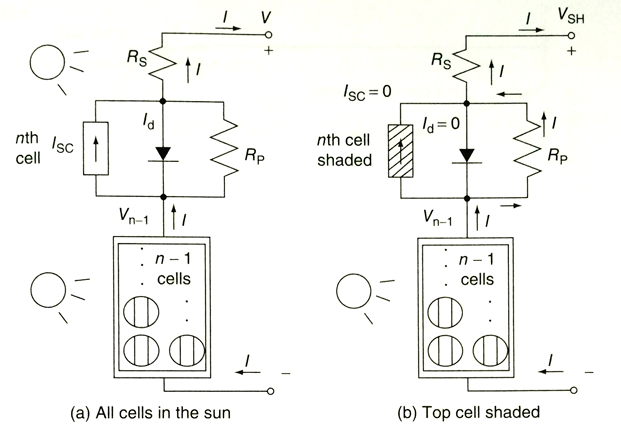 I
V
+
R_S
I
nth
cell
I_SC
I_d
R_P
V_n–1
I
n – 1
cells
I
–
(a) All cells in the sun
I
V_SH
+
R_S
I
I_SC = 0
I_d = 0
I
nth cell
shaded
R_P
V_n–1
I
n – 1
cells
I
–
(b) Top cell shaded